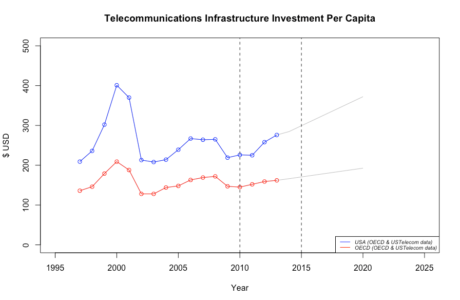 Telecommunications Infrastructure Investment Per Capita
500
400
300
200
100
0
$ USD
1995 2000 2005 2010 2015 2020 2025
Year
USA (OECD & USTelecom data)
OECD (OECD & USTelecom data)